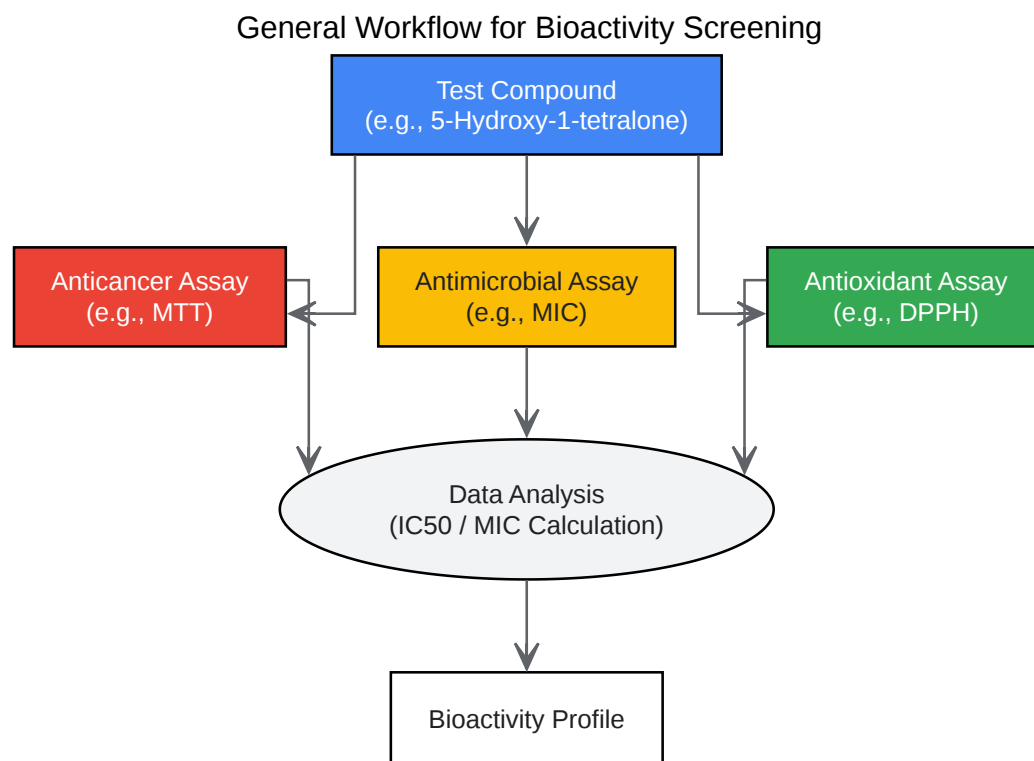 General Workflow for Bioactivity Screening
Test Compound
(e.g., 5-Hydroxy-1-tetralone)
Anticancer Assay
(e.g., MTT)
Antimicrobial Assay
(e.g., MIC)
Antioxidant Assay
(e.g., DPPH)
Data Analysis
(IC50 / MIC Calculation)
Bioactivity Profile